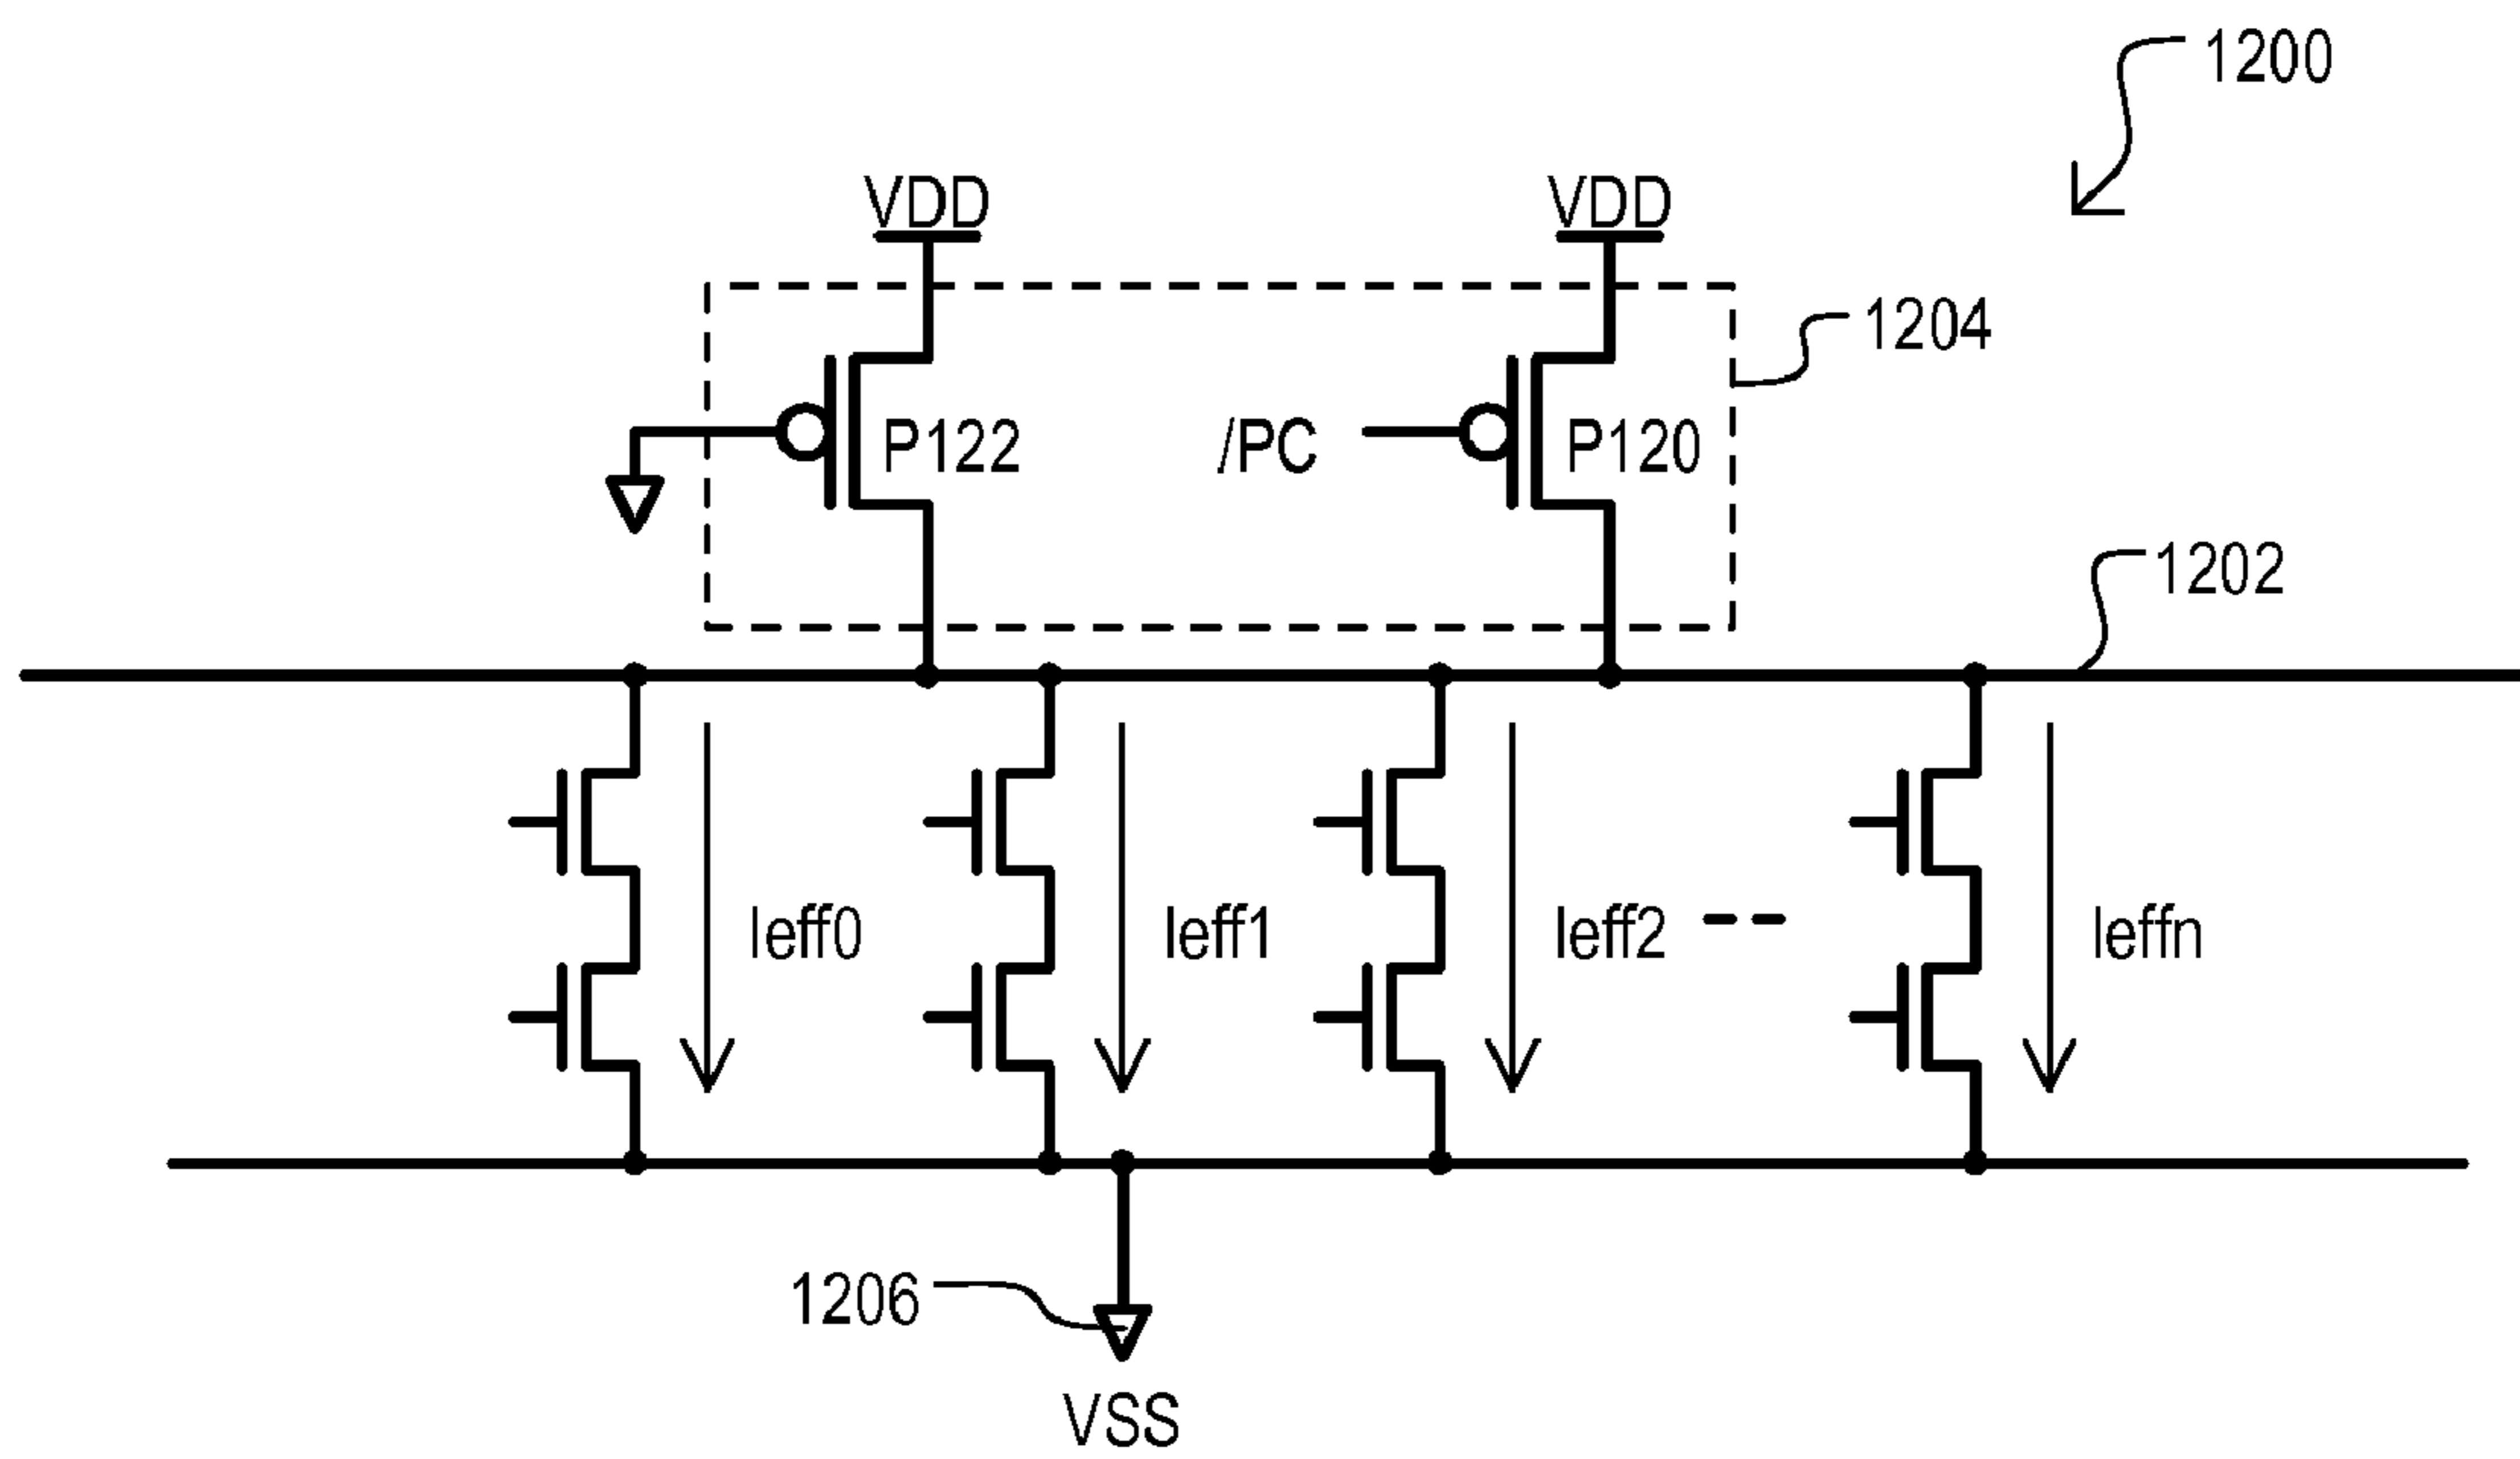 1200
VDD VDD
1204
P122 /PC P120
1202
Ieff0 Ieff1 Ieff2 Ieffn
1206
VSS